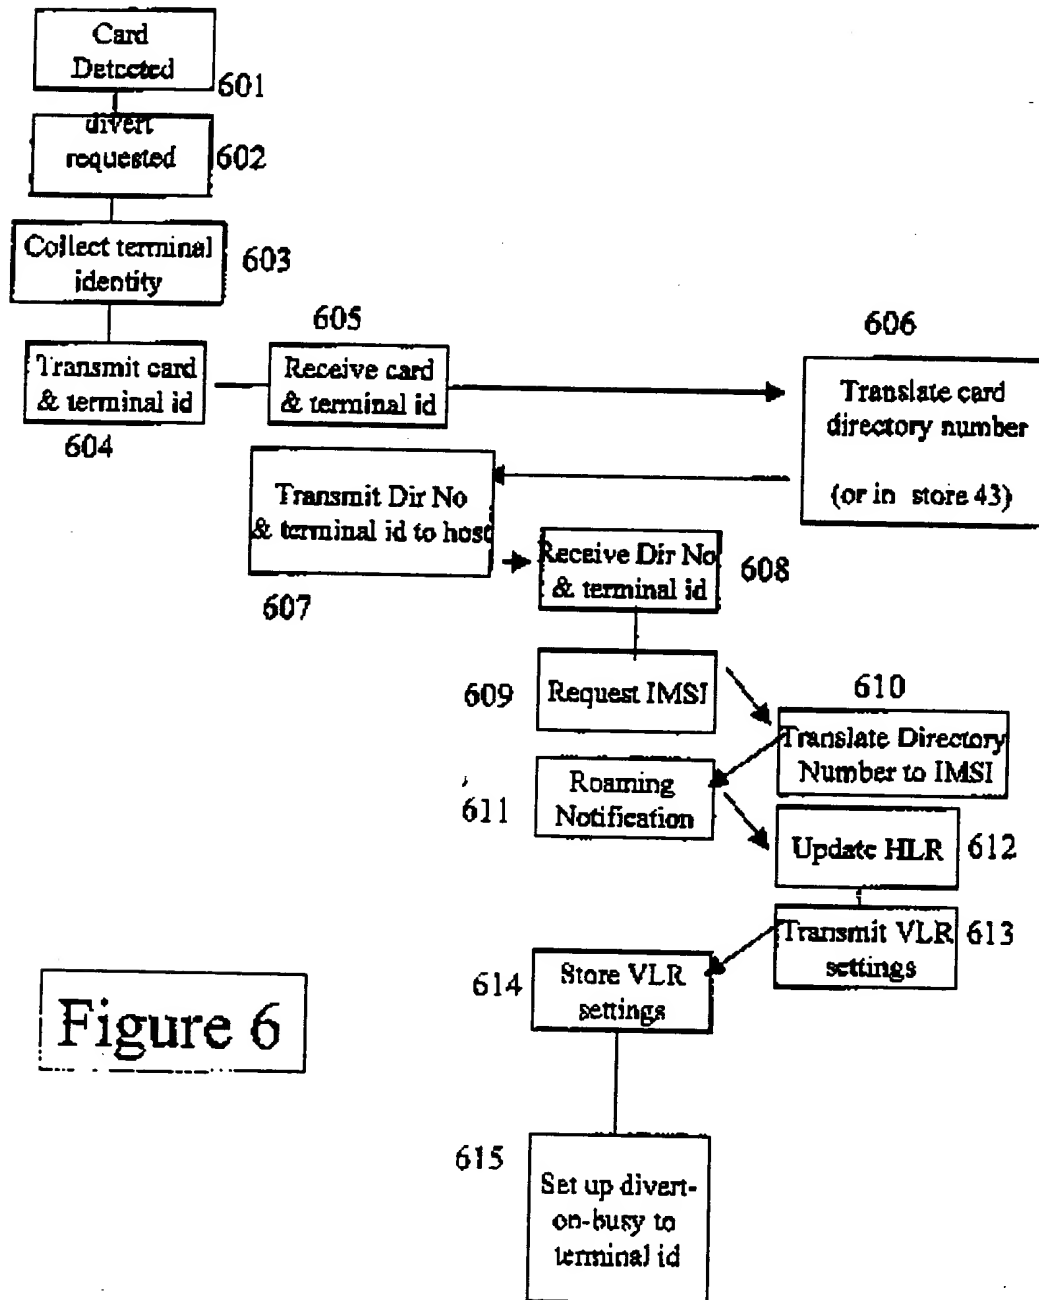 Card
Detected
601
divert
requested
602
Collect terminal
identity
603
605
606
Transmit card
& terminal id
604
Receive card
& terminal id
Translate card
directory number
(or in store 43)
Transmit Dir No
& terminal id to host
607
Receive Dir No
& terminal id
608
609
Request IMSI
610
Translate Directory
Number to IMSI
611
Roaming
Notification
Update HLR
612
Transmit VLR
settings
613
614
Store VLR
settings
Figure 6
615
Set up divert-
on-busy to
terminal id